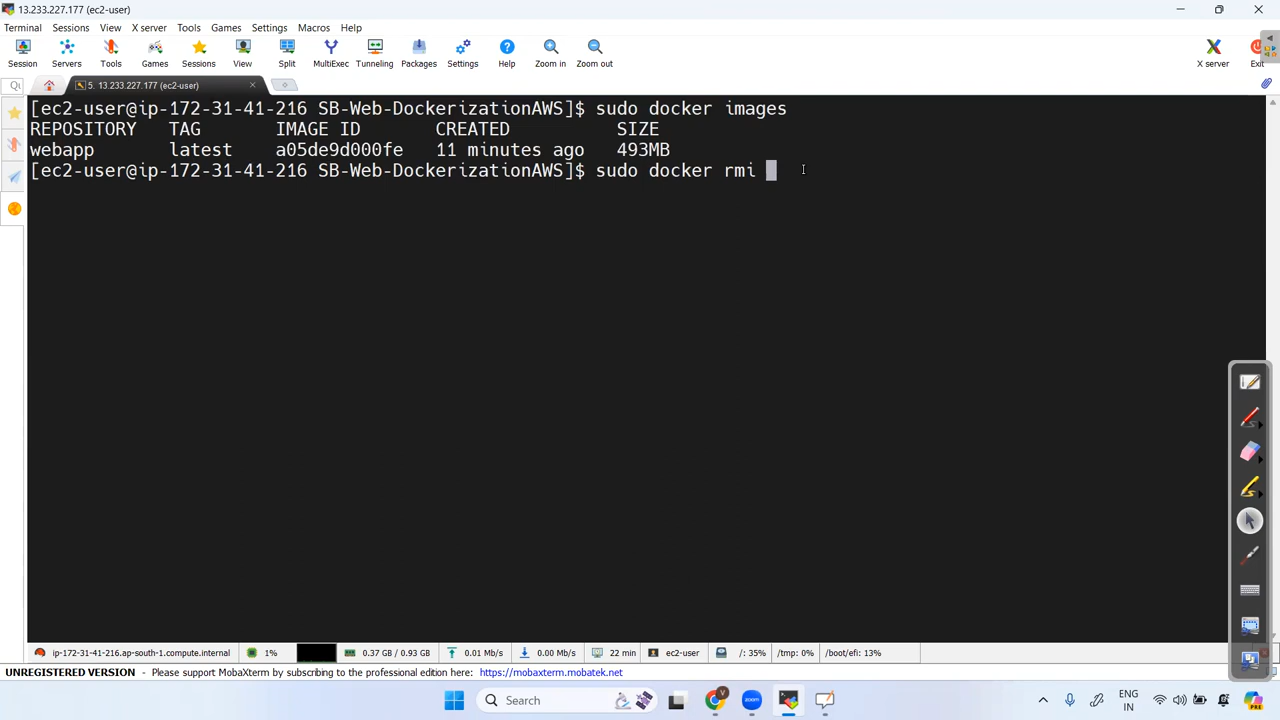 13.233.227.177 (ec2-user)
Terminal Sessions View X server Tools Games Settings Macros Help
Session Servers Tools Games Sessions View Split MultiExec Tunneling Packages Settings Help Zoom in Zoom out X server Exit
5. 13.233.227.177 (ec2-user)
[ec2-user@ip-172-31-41-216 SB-Web-DockerizationAWS]$ sudo docker images
REPOSITORY TAG IMAGE ID CREATED SIZE
webapp latest a05de9d000fe 11 minutes ago 493MB
[ec2-user@ip-172-31-41-216 SB-Web-DockerizationAWS]$ sudo docker rmi
ip-172-31-41-216.ap-south-1.compute.internal 1% 0.37 GB / 0.93 GB 0.01 Mb/s 0.00 Mb/s 22 min ec2-user /: 35% /tmp: 0% /boot/efi: 13%
UNREGISTERED VERSION - Please support MobaXterm by subscribing to the professional edition here: https://mobaxterm.mobatek.net
Search
ENG
IN
PRE